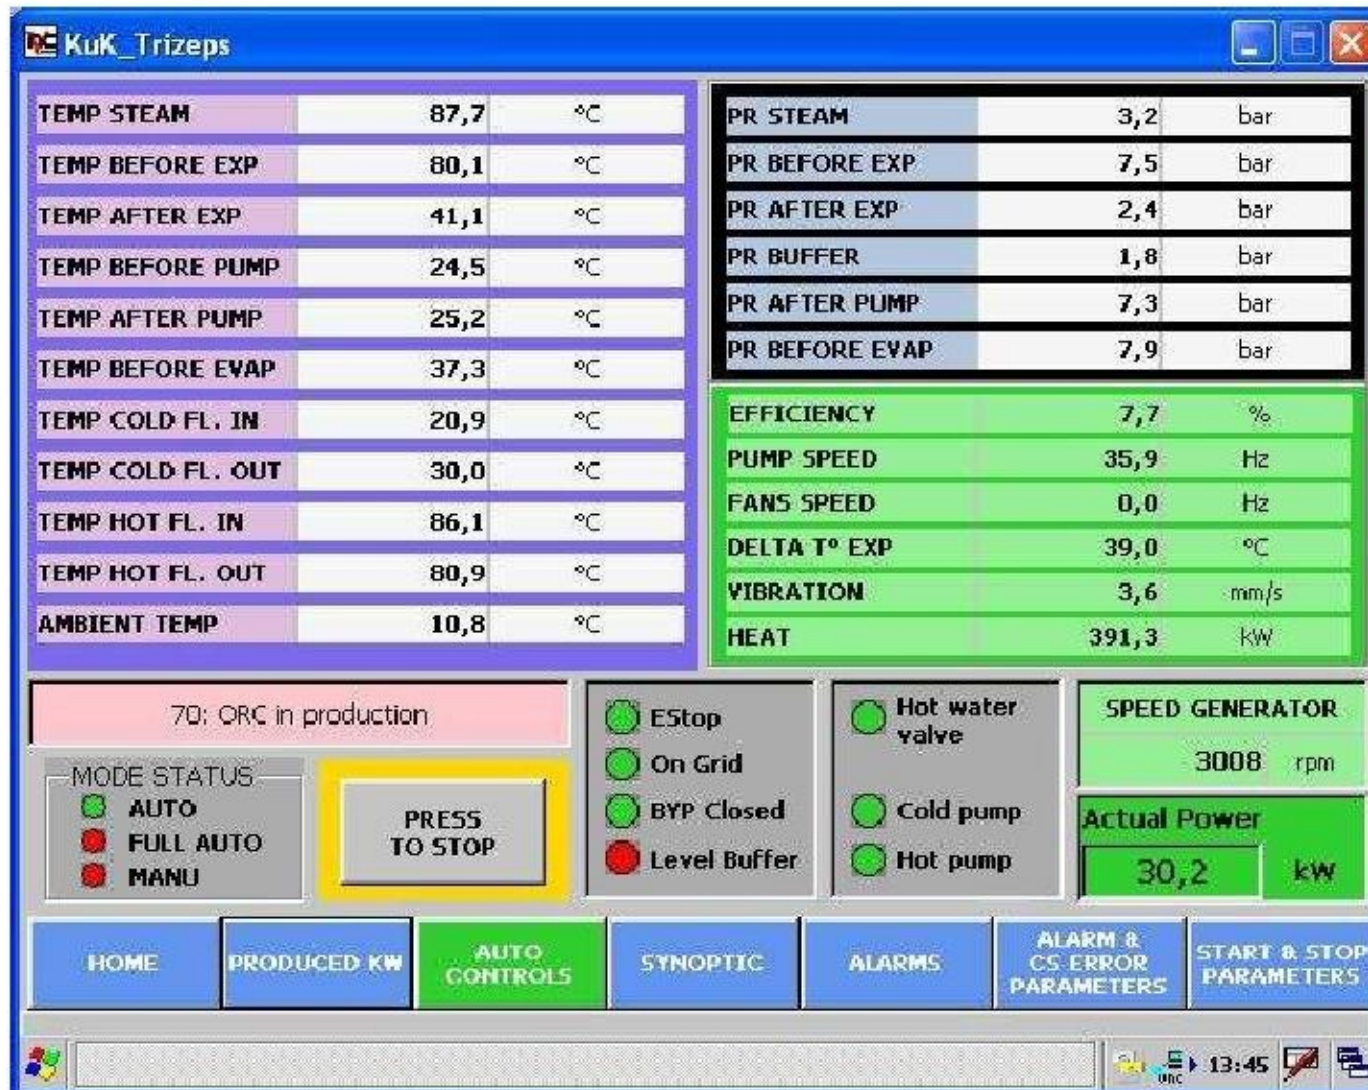 KuK_Trizeps
TEMP STEAM 87,7 °C
TEMP BEFORE EXP 80,1 °C
TEMP AFTER EXP 41,1 °C
TEMP BEFORE PUMP 24,5 °C
TEMP AFTER PUMP 25,2 °C
TEMP BEFORE EVAP 37,3 °C
TEMP COLD FL. IN 20,9 °C
TEMP COLD FL. OUT 30,0 °C
TEMP HOT FL. IN 86,1 °C
TEMP HOT FL. OUT 80,9 °C
AMBIENT TEMP 10,8 °C
PR STEAM 3,2 bar
PR BEFORE EXP 7,5 bar
PR AFTER EXP 2,4 bar
PR BUFFER 1,8 bar
PR AFTER PUMP 7,3 bar
PR BEFORE EVAP 7,9 bar
EFFICIENCY 7,7 %
PUMP SPEED 35,9 Hz
FANS SPEED 0,0 Hz
DELTA Tº EXP 39,0 °C
VIBRATION 3,6 mm/s
HEAT 391,3 kW
70: ORC in production
MODE STATUS
AUTO
FULL AUTO
MANU
PRESS
TO STOP
EStop
On Grid
BYP Closed
Level Buffer
Hot water
valve
Cold pump
Hot pump
SPEED GENERATOR
3008 rpm
Actual Power
30,2 kW
HOME
PRODUCED KW
AUTO
CONTROLS
SYNOPTIC
ALARMS
ALARM &
CS ERROR
PARAMETERS
START & STOP
PARAMETERS
13:45